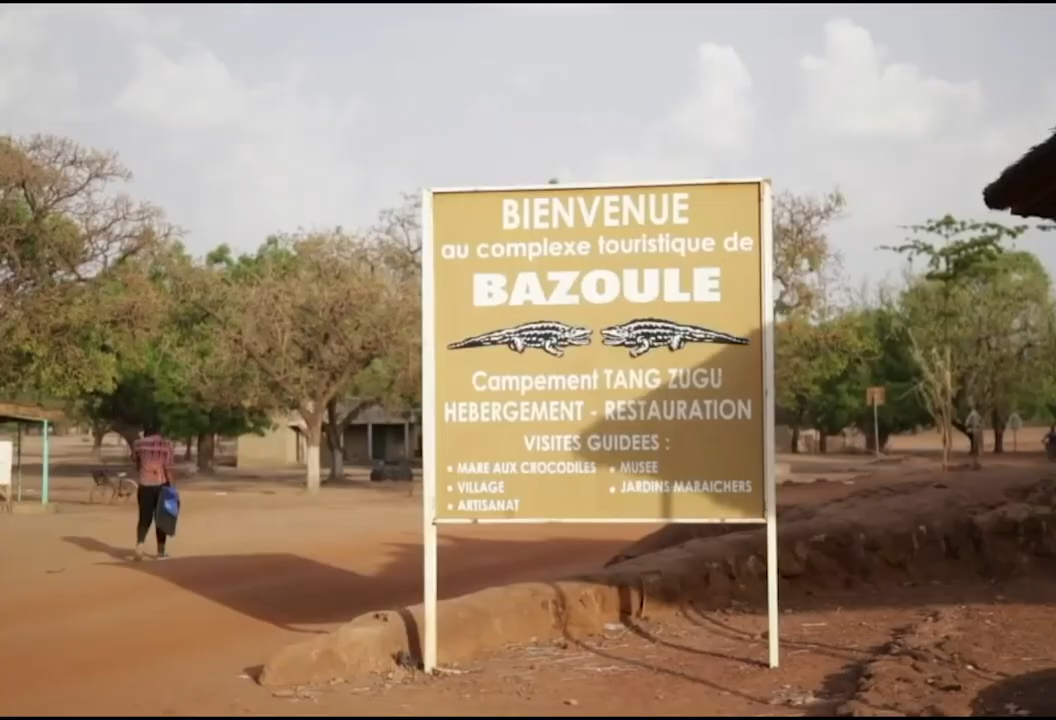 BIENVENUE
au complexe touristique de
BAZOULE
Campement TANG ZUGU
HEBERGEMENT - RESTAURATION
VISITES GUIDEES :
• MARE AUX CROCODILES • MUSEE
• VILLAGE • JARDINS MARAICHERS
• ARTISANAT